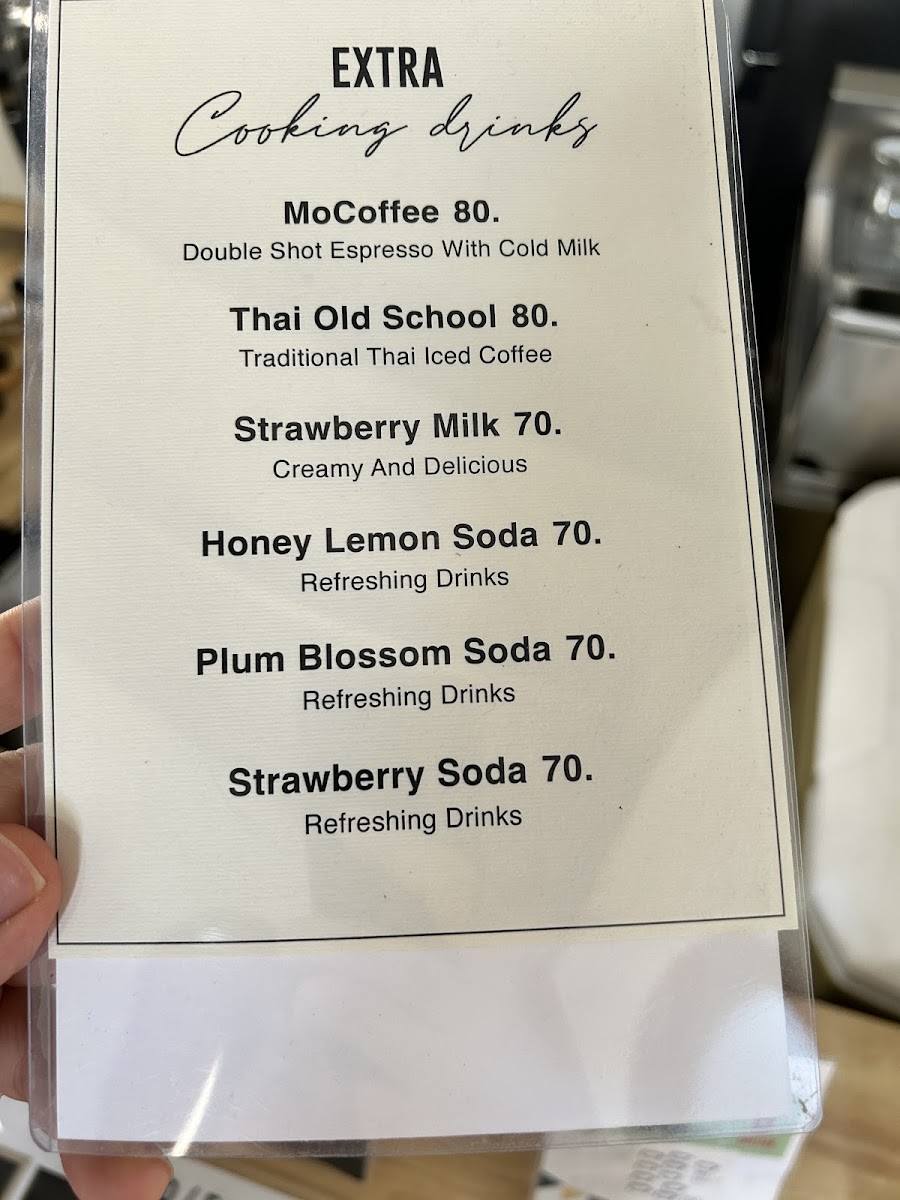 EXTRA
Cooking drinks
MoCoffee 80.
Double Shot Espresso With Cold Milk
Thai Old School 80.
Traditional Thai Iced Coffee
Strawberry Milk 70.
Creamy And Delicious
Honey Lemon Soda 70.
Refreshing Drinks
Plum Blossom Soda 70.
Refreshing Drinks
Strawberry Soda 70.
Refreshing Drinks